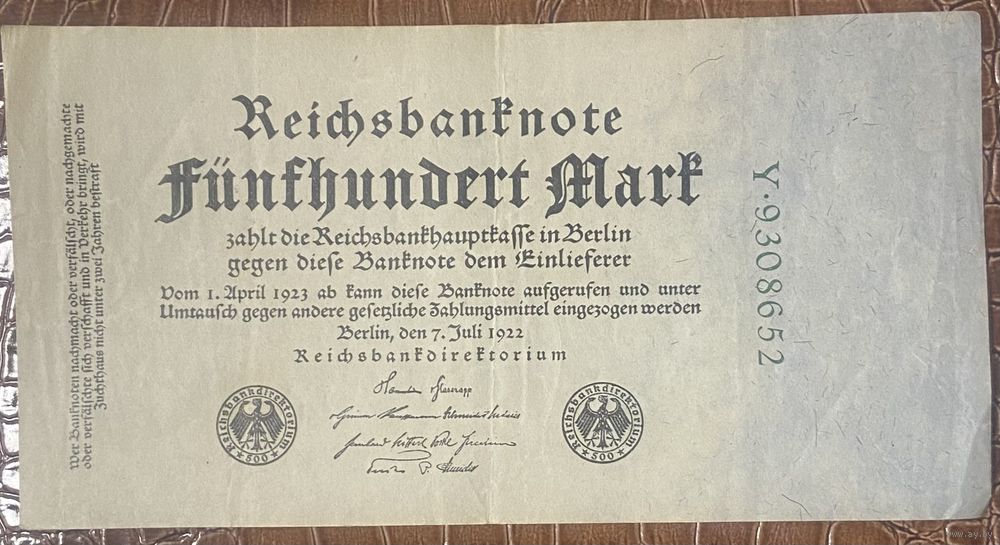 Reichsbanknote
Fünfhundert Mark
zahlt die Reichsbankhauptkasse in Berlin
gegen diese Banknote dem Einlieferer
Vom 1. April 1923 ab kann diese Banknote aufgerufen und unter
Umtausch gegen andere gesetzliche Zahlungsmittel eingezogen werden
Berlin, den 7. Juli 1922
Reichsbankdirektorium
Reichsbankdirektorium
500
Reichsbankdirektorium
500
Wer Banknoten nachmacht oder verfälscht, oder nachgemachte
oder verfälschte sich verschafft und in Verkehr bringt, wird mit
Zuchthaus nicht unter zwei Jahren bestraft
Y·9308652
www.ay.by